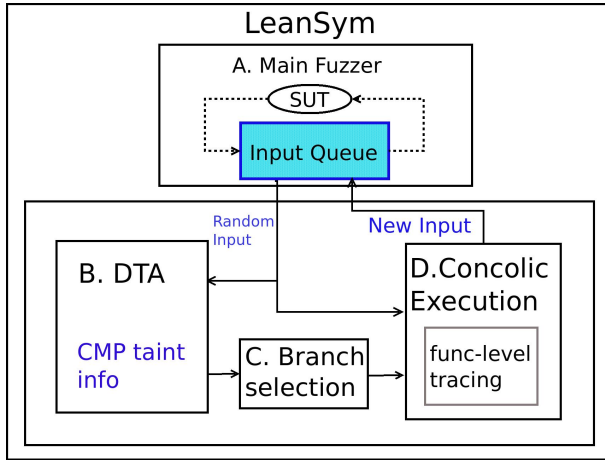 LeanSym
A. Main Fuzzer
SUT
Input Queue
Random
Input
New Input
B. DTA
CMP taint
info
C. Branch
selection
D.Concolic
Execution
func-level
tracing